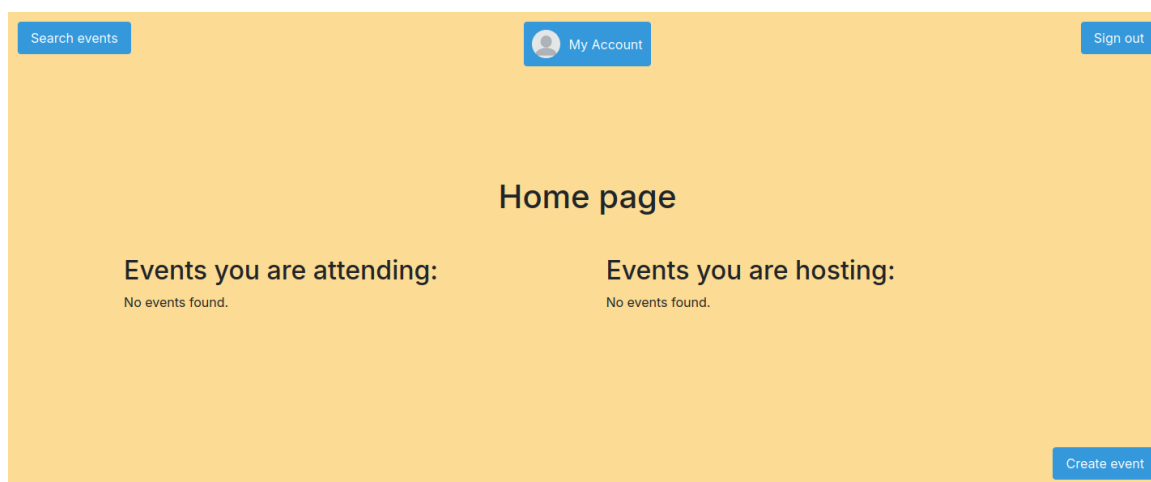 Search events
My Account
Sign out
Home page
Events you are attending:
No events found.
Events you are hosting:
No events found.
Create event